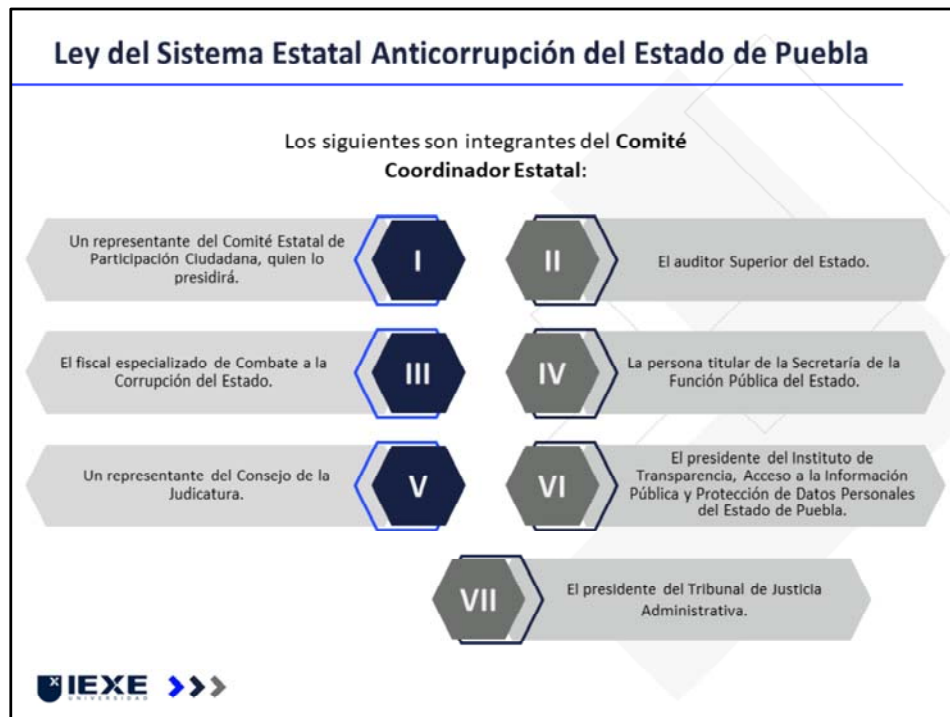 Ley del Sistema Estatal Anticorrupción del Estado de Puebla
Los siguientes son integrantes del Comité
Coordinador Estatal:
Un representante del Comité Estatal de
Participación Ciudadana, quien lo
presidirá.
I
II
El auditor Superior del Estado.
El fiscal especializado de Combate a la
Corrupción del Estado.
III
IV
La persona titular de la Secretaría de la
Función Pública del Estado.
Un representante del Consejo de la
Judicatura.
V
VI
El presidente del Instituto de
Transparencia, Acceso a la Información
Pública y Protección de Datos Personales
del Estado de Puebla.
VII
El presidente del Tribunal de Justicia
Administrativa.
IEXE
UNIVERSIDAD